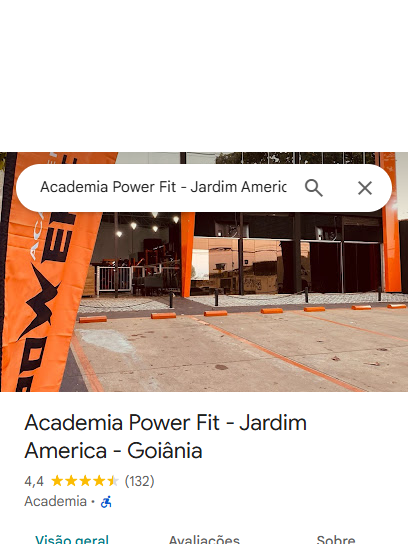 Academia Power Fit - Jardim Americ
ACADEM
POWER
Academia Power Fit - Jardim
America - Goiânia
4,4 (132)
Academia ·
Visão geral Avaliações Sobre